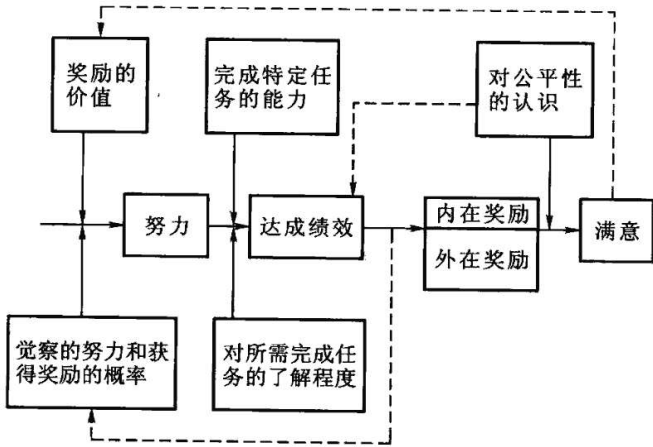 奖励的
价值
完成特定任
务的能力
对公平性
的认识
努力
达成绩效
内在奖励
外在奖励
满意
觉察的努力和获
得奖励的概率
对所需完成任
务的了解程度